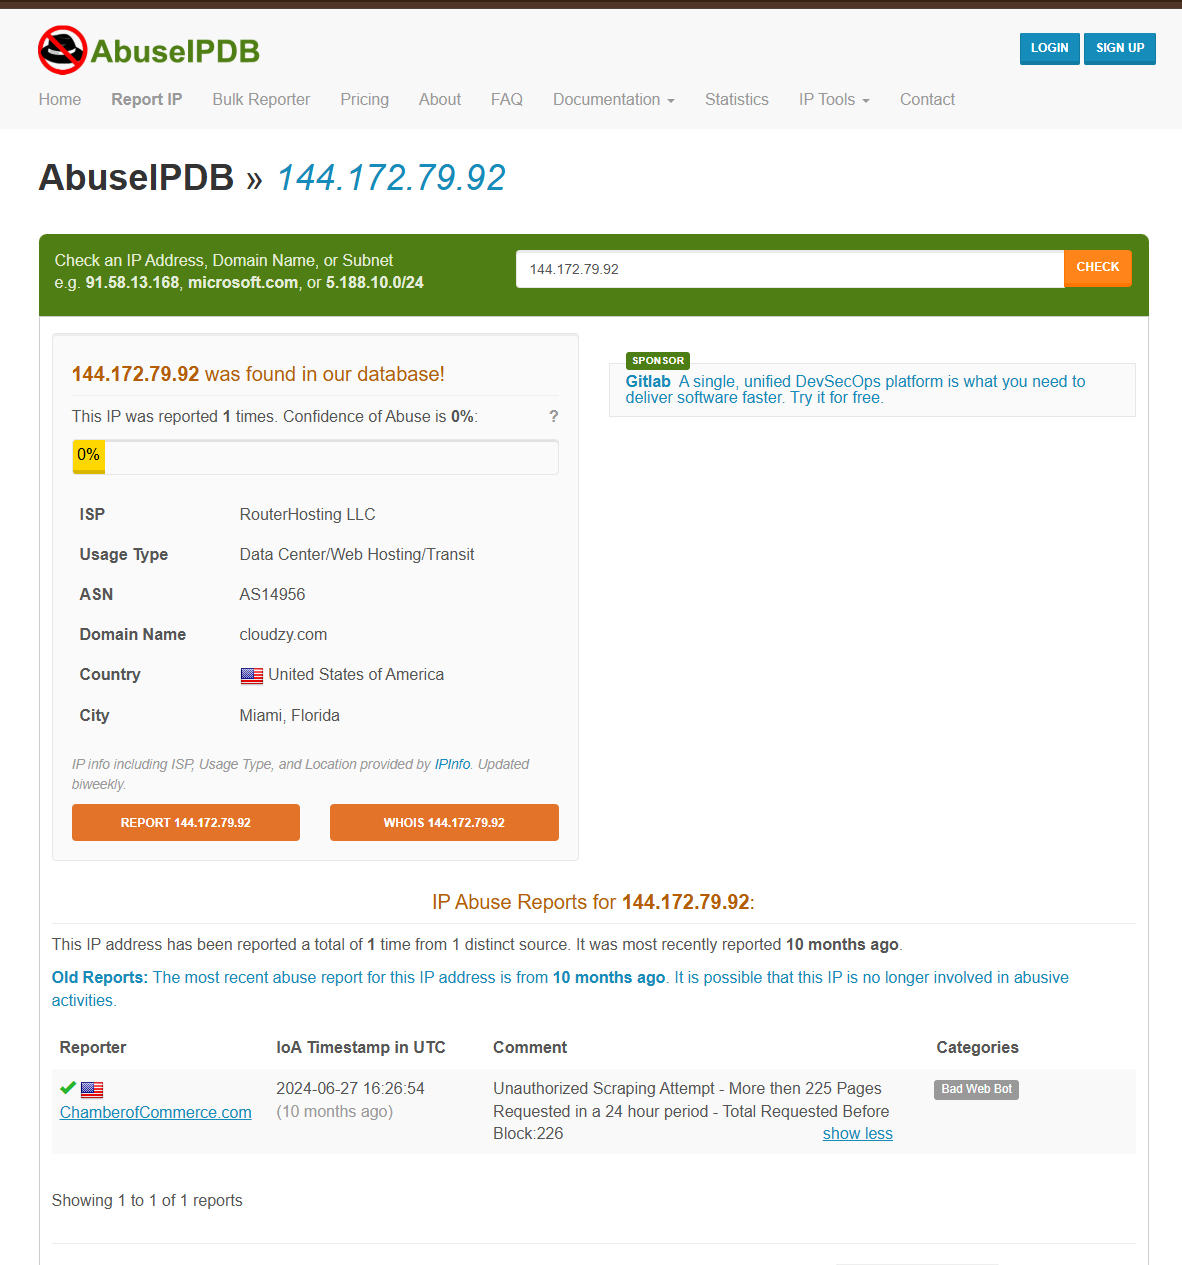 AbuseIPDB
LOGIN
SIGN UP
Home
Report IP
Bulk Reporter
Pricing
About
FAQ
Documentation
Statistics
IP Tools
Contact
AbuseIPDB » 144.172.79.92
Check an IP Address, Domain Name, or Subnet
e.g. 91.58.13.168, microsoft.com, or 5.188.10.0/24
144.172.79.92
CHECK
144.172.79.92 was found in our database!
This IP was reported 1 times. Confidence of Abuse is 0%: ?
0%
ISP RouterHosting LLC
Usage Type Data Center/Web Hosting/Transit
ASN AS14956
Domain Name cloudzy.com
Country United States of America
City Miami, Florida
IP info including ISP, Usage Type, and Location provided by IPInfo. Updated
biweekly.
REPORT 144.172.79.92
WHOIS 144.172.79.92
SPONSOR
Gitlab A single, unified DevSecOps platform is what you need to
deliver software faster. Try it for free.
IP Abuse Reports for 144.172.79.92:
This IP address has been reported a total of 1 time from 1 distinct source. It was most recently reported 10 months ago.
Old Reports: The most recent abuse report for this IP address is from 10 months ago. It is possible that this IP is no longer involved in abusive
activities.
Reporter IoA Timestamp in UTC Comment Categories
ChamberofCommerce.com
2024-06-27 16:26:54
(10 months ago)
Unauthorized Scraping Attempt - More then 225 Pages
Requested in a 24 hour period - Total Requested Before
Block:226
show less
Bad Web Bot
Showing 1 to 1 of 1 reports